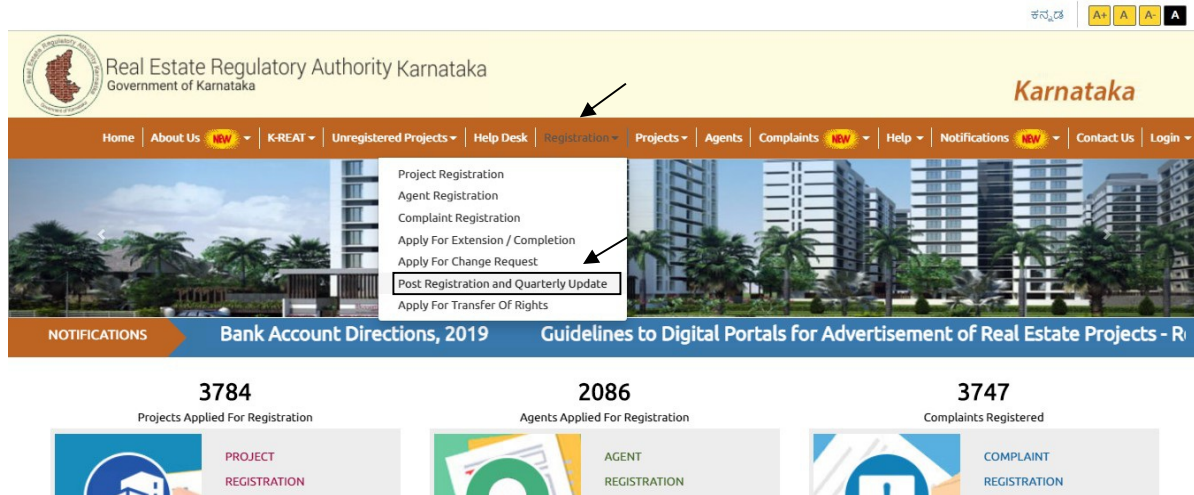 ಕನ್ನಡ A+ A A- A
Real Estate Regulatory Authority Karnataka
Government of Karnataka
Karnataka
Home About Us NEW K-REAT Unregistered Projects Help Desk Registration Projects Agents Complaints NEW Help Notifications NEW Contact Us Login
Project Registration
Agent Registration
Complaint Registration
Apply For Extension / Completion
Apply For Change Request
Post Registration and Quarterly Update
Apply For Transfer Of Rights
NOTIFICATIONS Bank Account Directions, 2019 Guidelines to Digital Portals for Advertisement of Real Estate Projects -
3784 2086 3747
Projects Applied For Registration Agents Applied For Registration Complaints Registered
PROJECT AGENT COMPLAINT
REGISTRATION REGISTRATION REGISTRATION